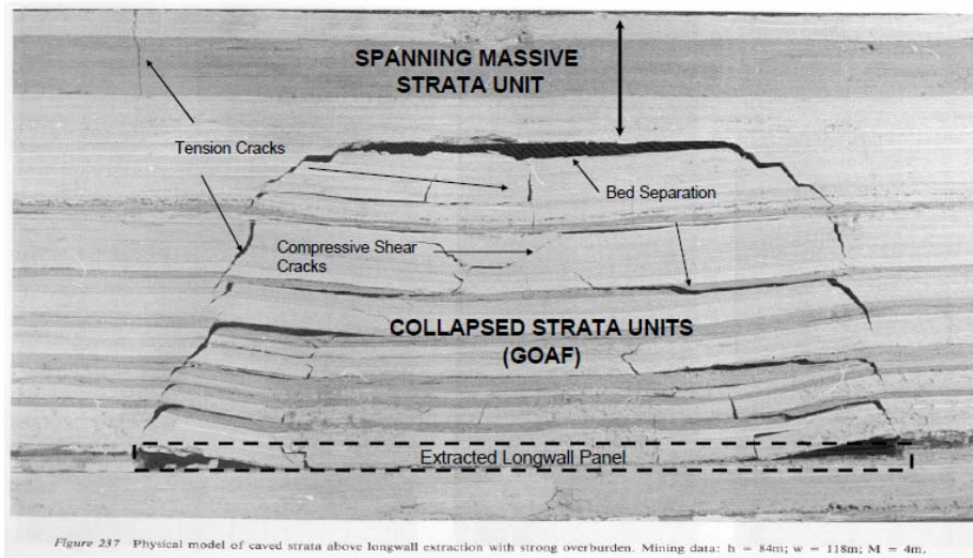 SPANNING MASSIVE
STRATA UNIT
Tension Cracks
Bed Separation
Compressive Shear
Cracks
COLLAPSED STRATA UNITS
(GOAF)
Extracted Longwall Panel
Figure 237 Physical model of caved strata above longwall extraction with strong overburden. Mining data: h = 84m; w = 118m; M = 4m.